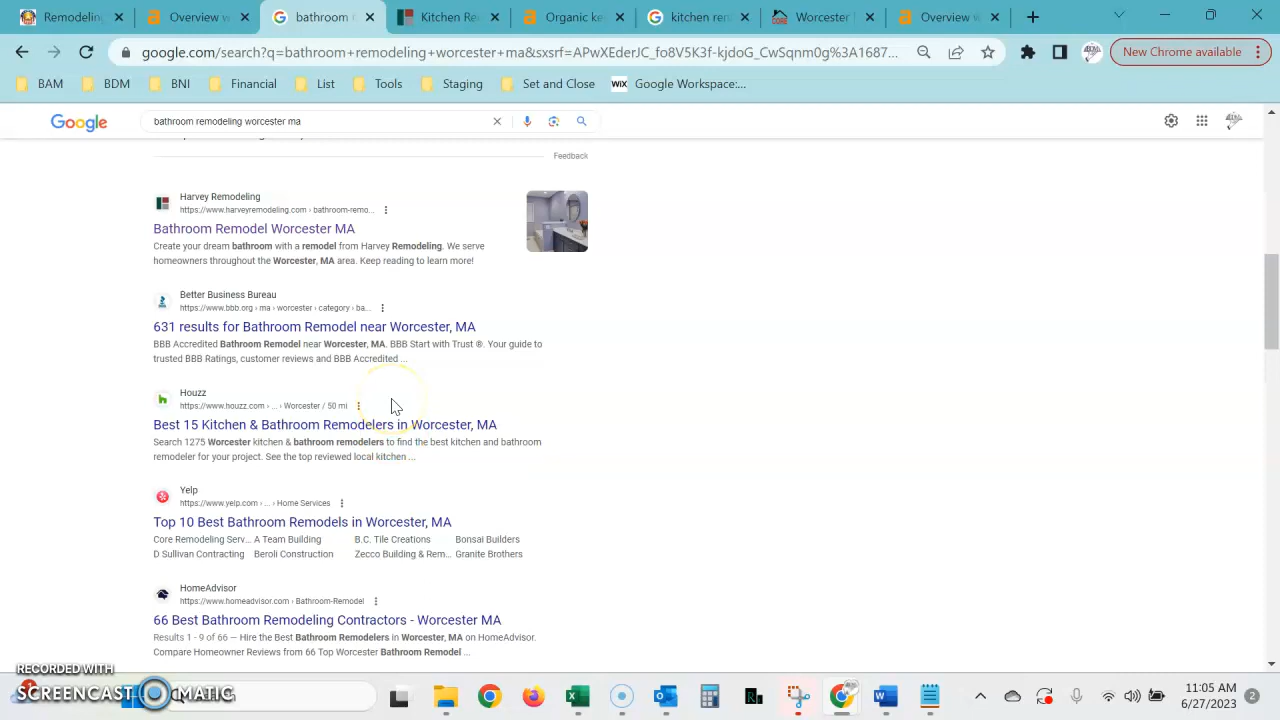 Remodeling
Overview
bathroom
Remodeling
Organic ke
kitchen rem
Worcester
Overview w
google.com/search?q=bathroom+remodeling+worcester+ma&sxsrf=APwXEderJC_fo8V5K3f-kjdoG_CwSqnm0g%3A1687...
New Chrome available
BAM BDM Financial List Tools Staging Set and Close WiX Google Workspace:...
Google
bathroom remodeling worcester ma
Feedback
Harvey Remodeling
https://www.harveyremodeling.com › bathroom-remo...
Bathroom Remodel Worcester MA
Create your dream bathroom with a remodel from Harvey Remodeling. We serve
homeowners throughout the Worcester, MA area. Keep reading to learn more!
Better Business Bureau
https://www.bbb.org › ma › worcester › category › ba...
631 results for Bathroom Remodel near Worcester, MA
BBB Accredited Bathroom Remodel near Worcester, MA. BBB Start with Trust ®. Your guide to
trusted BBB Ratings, customer reviews and BBB Accredited ...
Houzz
https://www.houzz.com › ... › Worcester / 50 mi
Best 15 Kitchen & Bathroom Remodelers in Worcester, MA
Search 1275 Worcester kitchen & bathroom remodelers to find the best kitchen and bathroom
remodeler for your project. See the top reviewed local kitchen ...
Yelp
https://www.yelp.com › ... › Home Services
Top 10 Best Bathroom Remodels in Worcester, MA
Core Remodeling Serv... A Team Building B.C. Tile Creations Bonsai Builders
D Sullivan Contracting Beroli Construction Zecco Building & Rem... Granite Brothers
HomeAdvisor
https://www.homeadvisor.com › Bathroom-Remodel
66 Best Bathroom Remodeling Contractors - Worcester MA
Results 1 - 9 of 66 — Hire the Best Bathroom Remodelers in Worcester, MA on HomeAdvisor.
Compare Homeowner Reviews from 66 Top Worcester Bathroom Remodel ...
RECORDED WITH
SCREENCAST MATIC
11:05 AM
6/27/2023
2